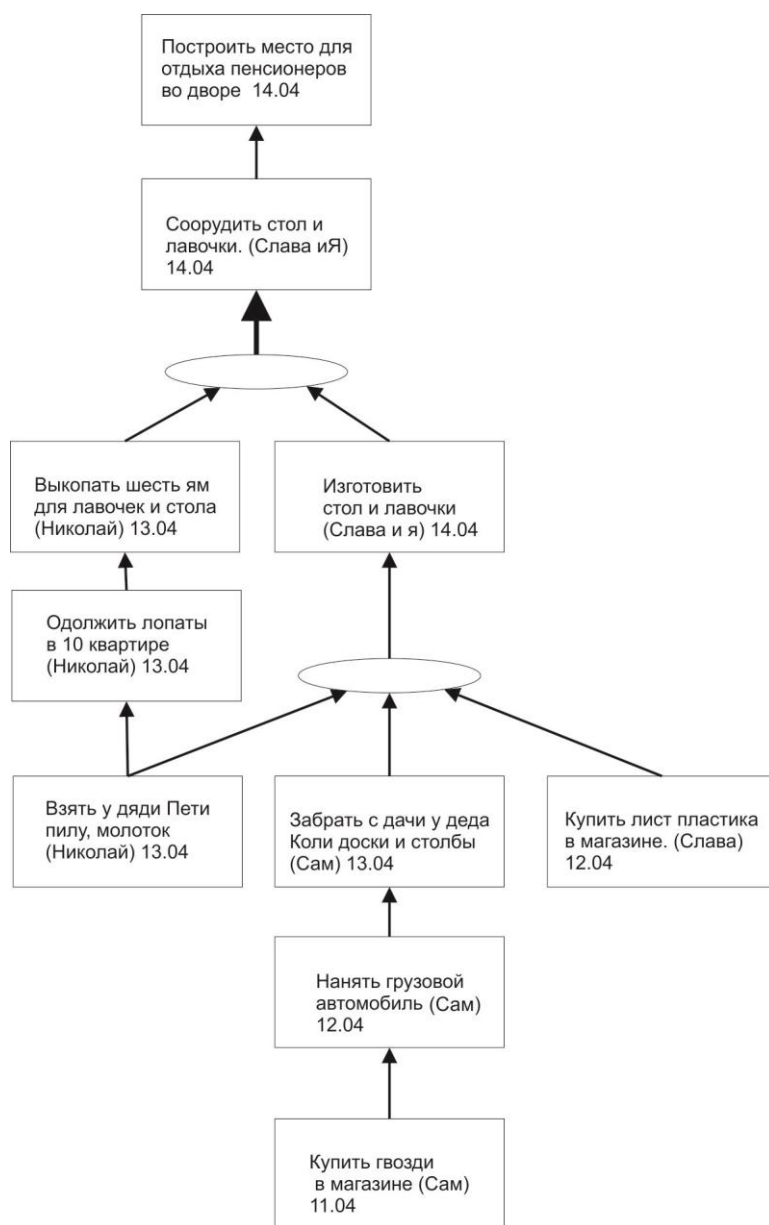 Построить место для
отдыха пенсионеров
во дворе 14.04
Соорудить стол и
лавочки. (Слава иЯ)
14.04
Выкопать шесть ям
для лавочек и стола
(Николай) 13.04
Изготовить
стол и лавочки
(Слава и я) 14.04
Одолжить лопаты
в 10 квартире
(Николай) 13.04
Взять у дяди Пети
пилу, молоток
(Николай) 13.04
Забрать с дачи у деда
Коли доски и столбы
(Сам) 13.04
Купить лист пластика
в магазине. (Слава)
12.04
Нанять грузовой
автомобиль (Сам)
12.04
Купить гвозди
в магазине (Сам)
11.04